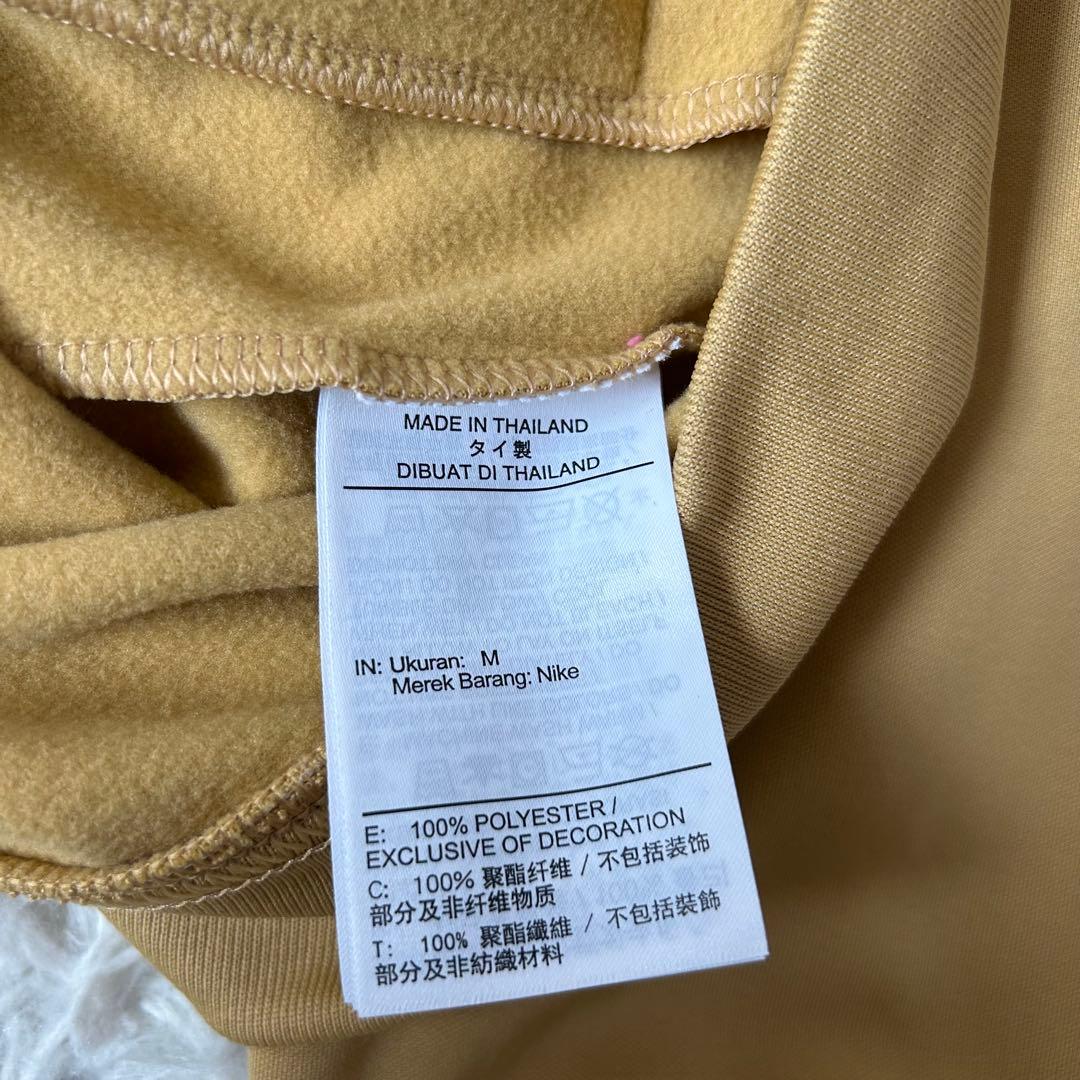 MADE IN THAILAND
タイ製
DIBUAT DI THAILAND
IN: Ukuran: M
Merek Barang: Nike
E: 100% POLYESTER /
EXCLUSIVE OF DECORATION
C: 100% 聚酯纤维 / 不包括装饰
部分及非纤维物质
T: 100% 聚酯纖維 / 不包括裝飾
部分及非紡織材料